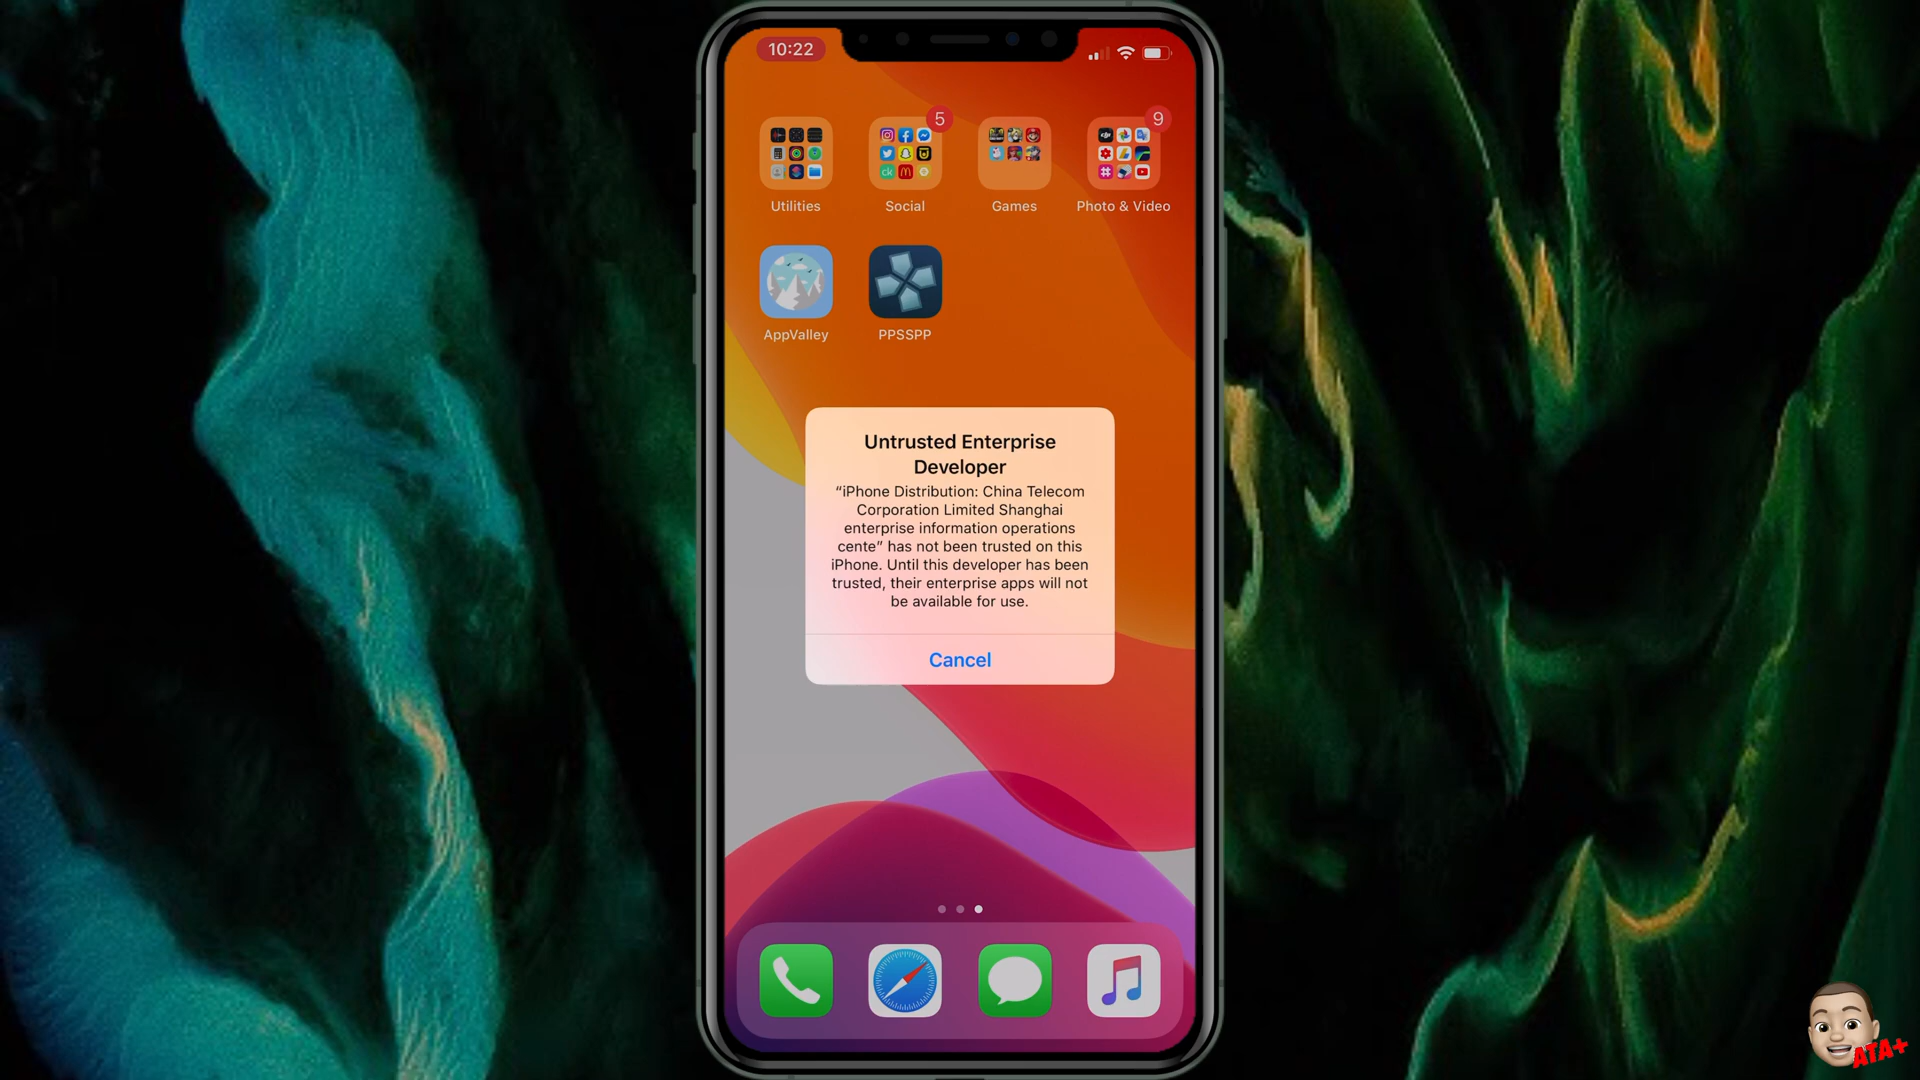 10:22
5
9
Utilities
Social
Games
Photo & Video
AppValley
PPSSPP
Untrusted Enterprise
Developer
“iPhone Distribution: China Telecom
Corporation Limited Shanghai
enterprise information operations
cente” has not been trusted on this
iPhone. Until this developer has been
trusted, their enterprise apps will not
be available for use.
Cancel
ATA+